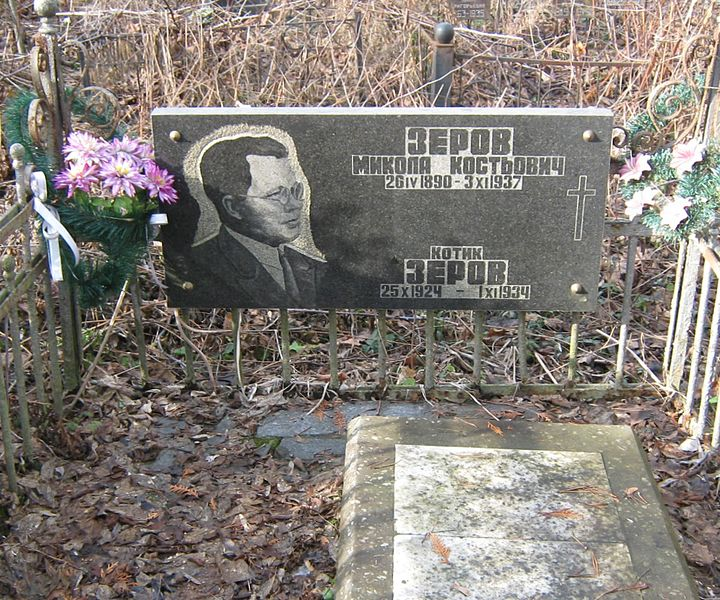 ЗЕРОВ
МИКОЛА КОСТЬОВИЧ
26 IV 1890 – 3 XI 1937
КОТИК
ЗЕРОВ
25 X 1924 – 1 XI 1934